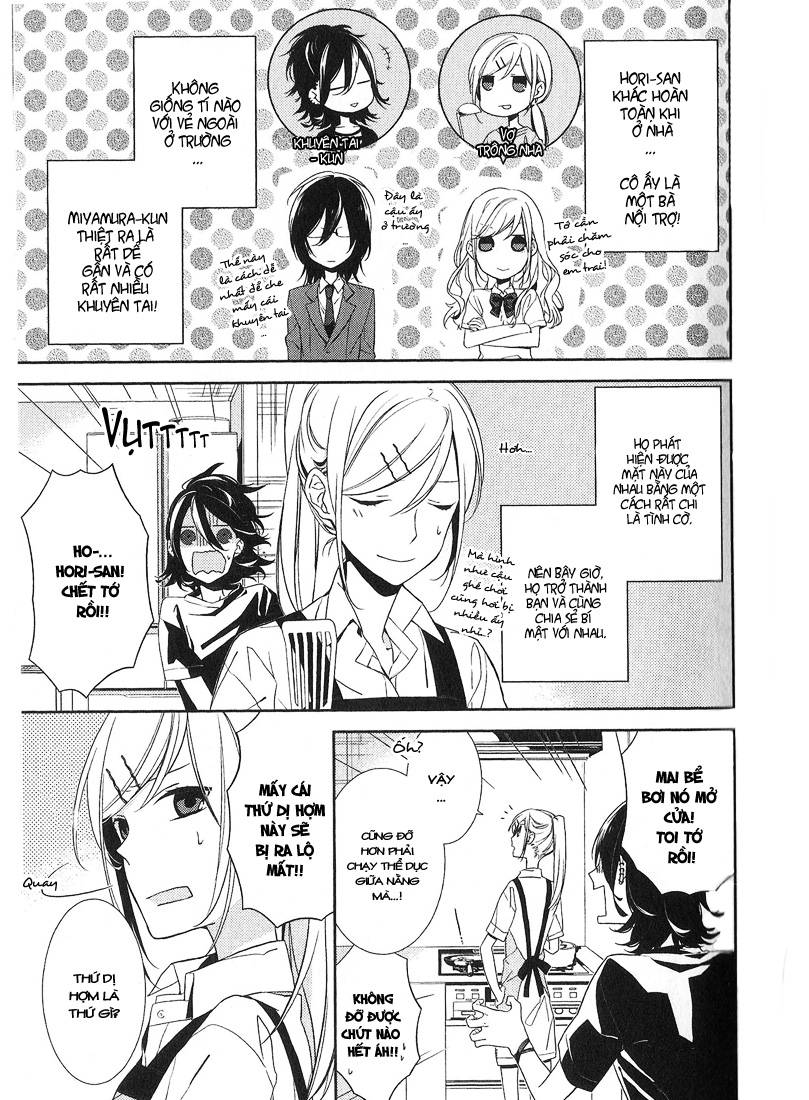 HORI-SAN
KHÁC HOÀN
TOÀN KHI
Ở NHÀ
...
CÔ ẤY LÀ
MỘT BÀ
NỘI TRỢ!
VỢ
TRÔNG NHÀ
KHUYÊN TAI
-KUN
KHÔNG
GIỐNG TÍ NÀO
VỚI VẺ NGOÀI
Ở TRƯỜNG
...
MIYAMURA-KUN
THIỆT RA LÀ
RẤT DỄ
GẦN VÀ CÓ
RẤT NHIỀU
KHUYÊN TAI!
Tớ cần
phải chăm
sóc cho
em trai!
Đây là
cậu ấy
ở trường
...
Thế này
là cách dễ
nhất để che
mấy cái
khuyên tai
...
HỌ PHÁT
HIỆN ĐƯỢC
MẶT NÀY CỦA
NHAU BẰNG MỘT
CÁCH RẤT CHI
LÀ TÌNH CỜ.
NÊN BÂY GIỜ,
HỌ TRỞ THÀNH
BẠN VÀ CÙNG
CHIA SẺ BÍ
MẬT VỚI NHAU.
Hơh...
Mà hình
như cậu
ghé chơi
cũng hơi bị
nhiều ấy
nhỉ..?
VỤTTTTT
HO-...
HORI-SAN!
CHẾT TỚ
RỒI!!
MAI BỂ
BƠI NÓ MỞ
CỬA!
TOI TỚ
RỒI!
Ốh?
VẬY
...
CŨNG ĐỠ
HƠN PHẢI
CHẠY THỂ DỤC
GIỮA NẮNG
MÀ...!
KHÔNG
ĐỠ ĐƯỢC
CHÚT NÀO
HẾT ÁH!!
MẤY CÁI
THỨ DỊ HỢM
NÀY SẼ
BỊ RA LỘ
MẤT!!
Quay
THỨ DỊ
HỢM LÀ
THỨ GÌ?